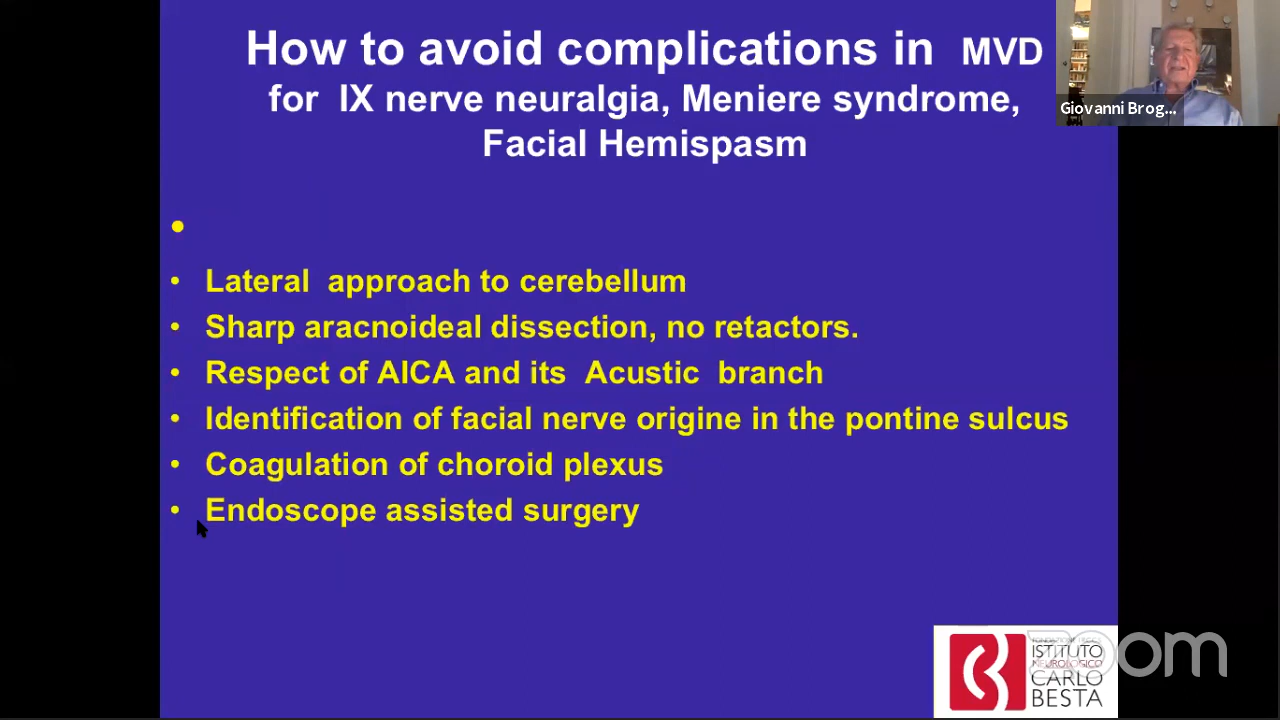 How to avoid complications in MVD
for IX nerve neuralgia, Meniere syndrome,
Facial Hemispasm
Giovanni Brog...
•
• Lateral approach to cerebellum
• Sharp aracnoideal dissection, no retactors.
• Respect of AICA and its Acustic branch
• Identification of facial nerve origine in the pontine sulcus
• Coagulation of choroid plexus
• Endoscope assisted surgery
zoom
ISTITUTO
NEUROLOGICO
CARLO
BESTA